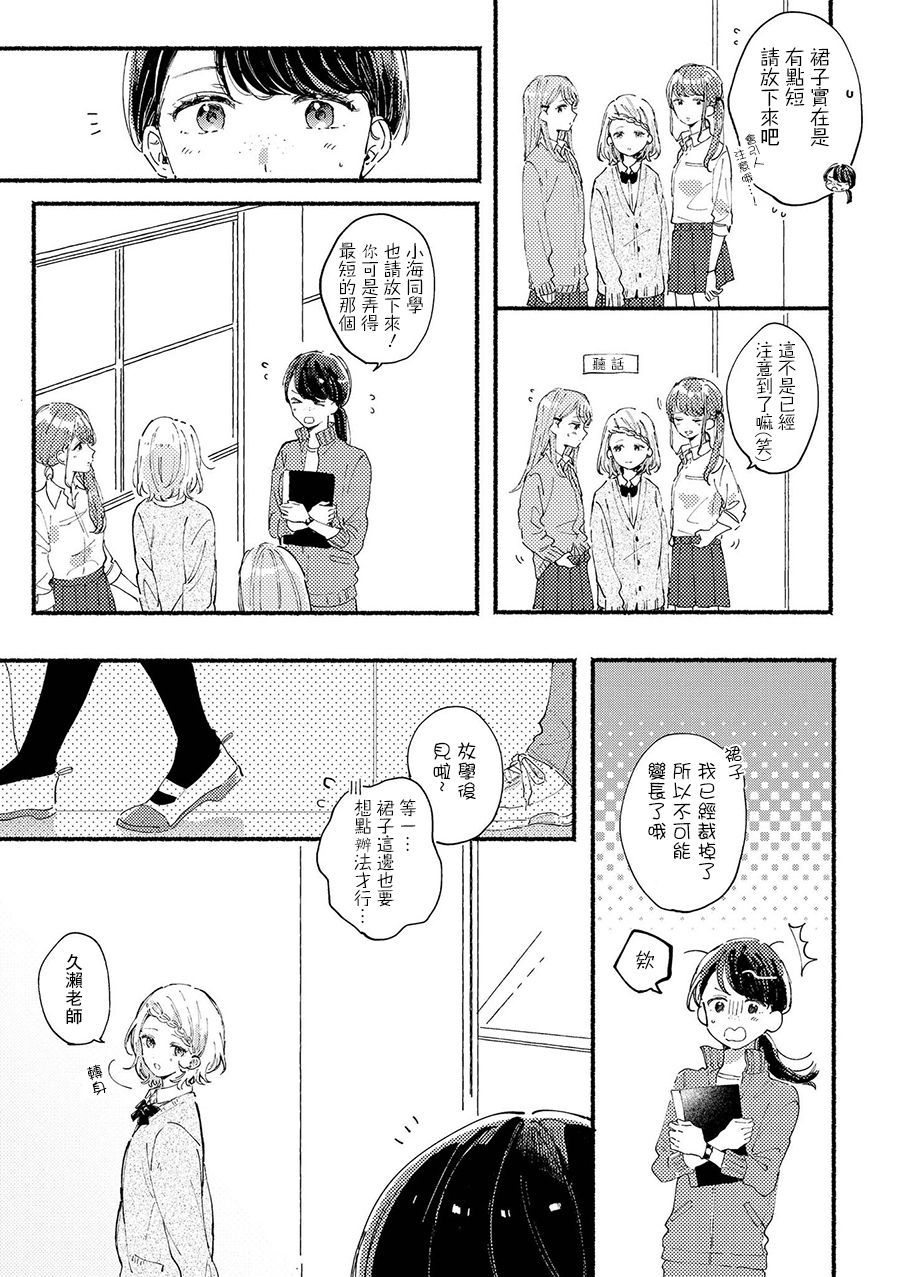 裙子實在是
有點短
請放下來吧
會引人
注意哦…！
這不是已經
注意到了嘛(笑)
聽話
小海同學
也請放下來！
你可是弄得
最短的那個
裙子
我已經裁掉了
所以不可能
變長了哦
欸
放學後
見啦~
等一…
裙子這邊也要
想點辦法才行…
久瀨老師
轉身